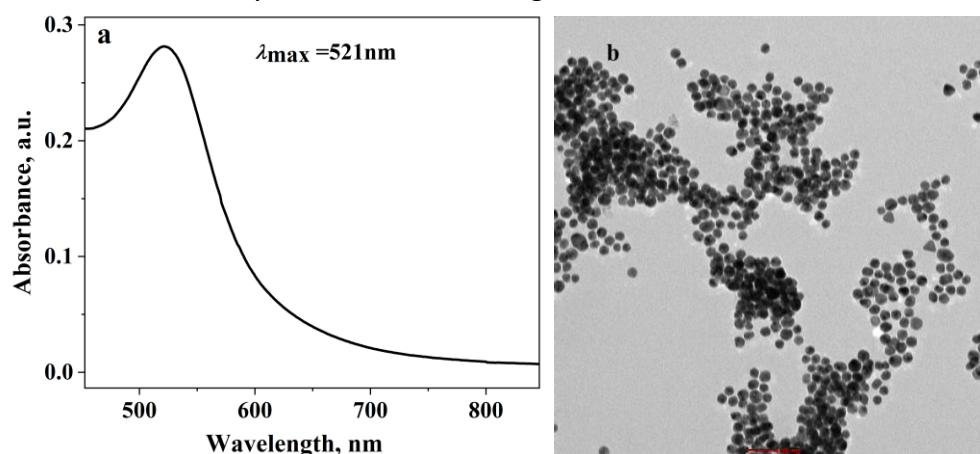 a
λmax =521nm
0.3
0.2
0.1
0.0
Absorbance, a.u.
500 600 700 800
Wavelength, nm
b